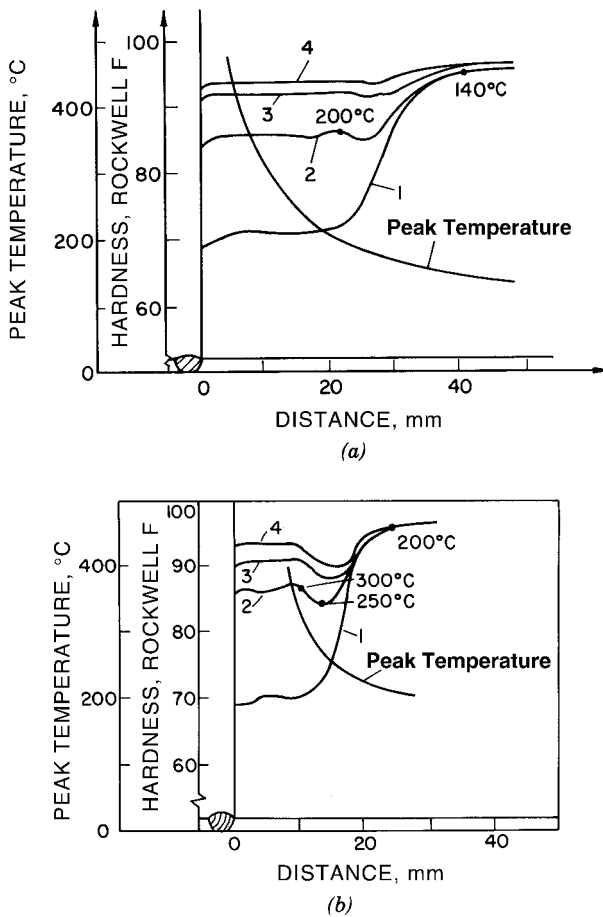 PEAK TEMPERATURE, °C
400
200
0
HARDNESS, ROCKWELL F
100
90
80
60
4
3
2
200°C
140°C
1
Peak Temperature
0
20
40
DISTANCE, mm
(a)
PEAK TEMPERATURE, °C
400
200
0
HARDNESS, ROCKWELL F
100
90
80
70
60
4
3
2
200°C
300°C
250°C
1
Peak Temperature
0
20
40
DISTANCE, mm
(b)